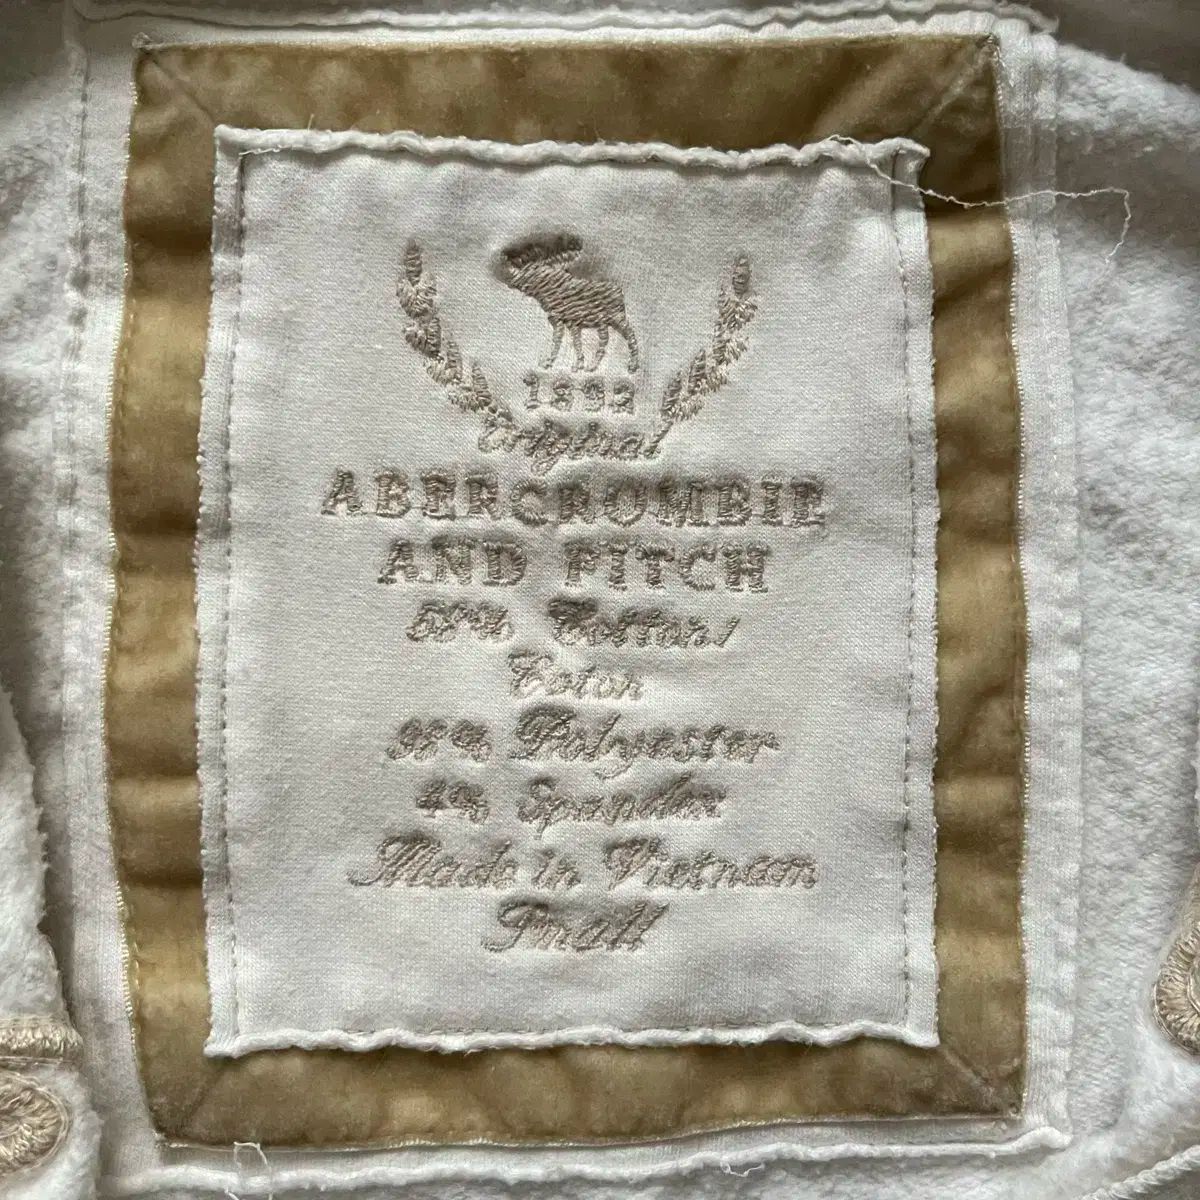 1892
Original
ABERCROMBIE
AND FITCH
58% Cotton/
Coton
38% Polyester
4% Spandex
Made in Vietnam
Small